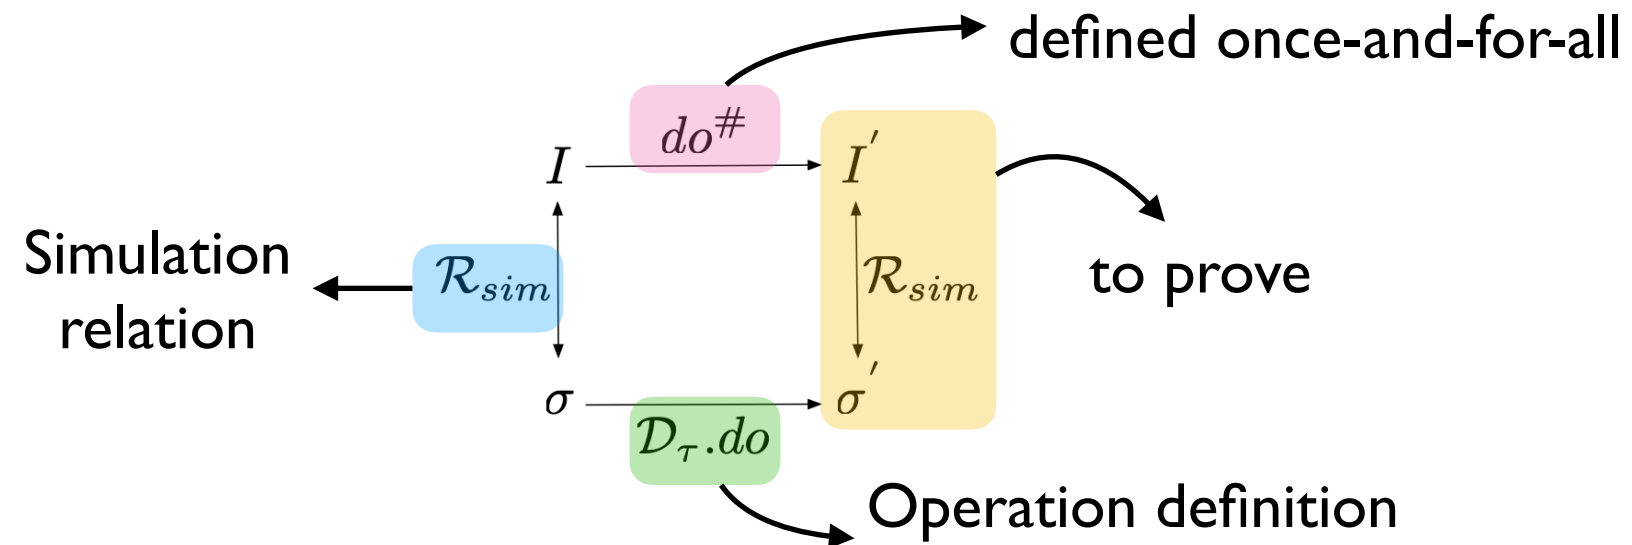 defined once-and-for-all
do#
I I′
Simulation
relation
ℛsim ℛsim
to prove
σ σ′
𝒟τ.do
Operation definition